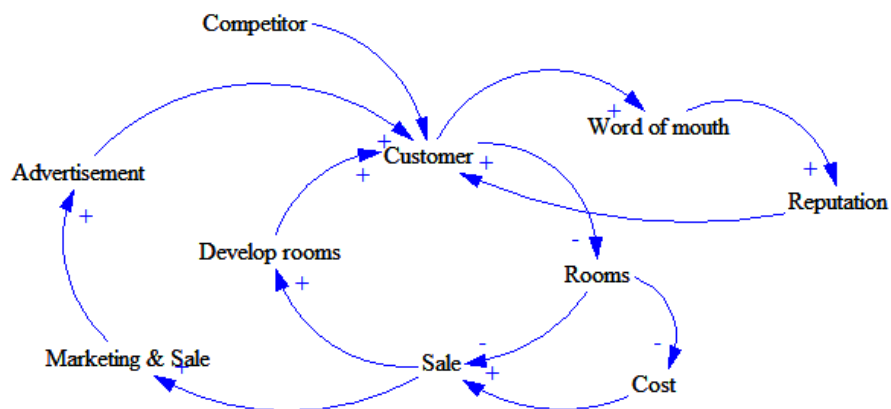 Competitor
+
Word of mouth
+
Customer
+
+
Advertisement
+
+
Reputation
+
Develop rooms
-
Rooms
+
-
-
Marketing & Sale
+
Sale
+
Cost